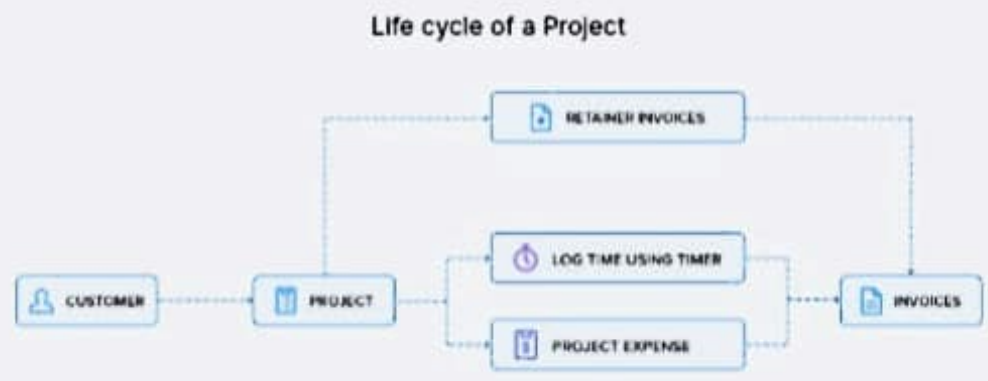 Life cycle of a Project
RETAINER INVOICES
LOG TIME USING TIMER
CUSTOMER
PROJECT
INVOICES
PROJECT EXPENSE